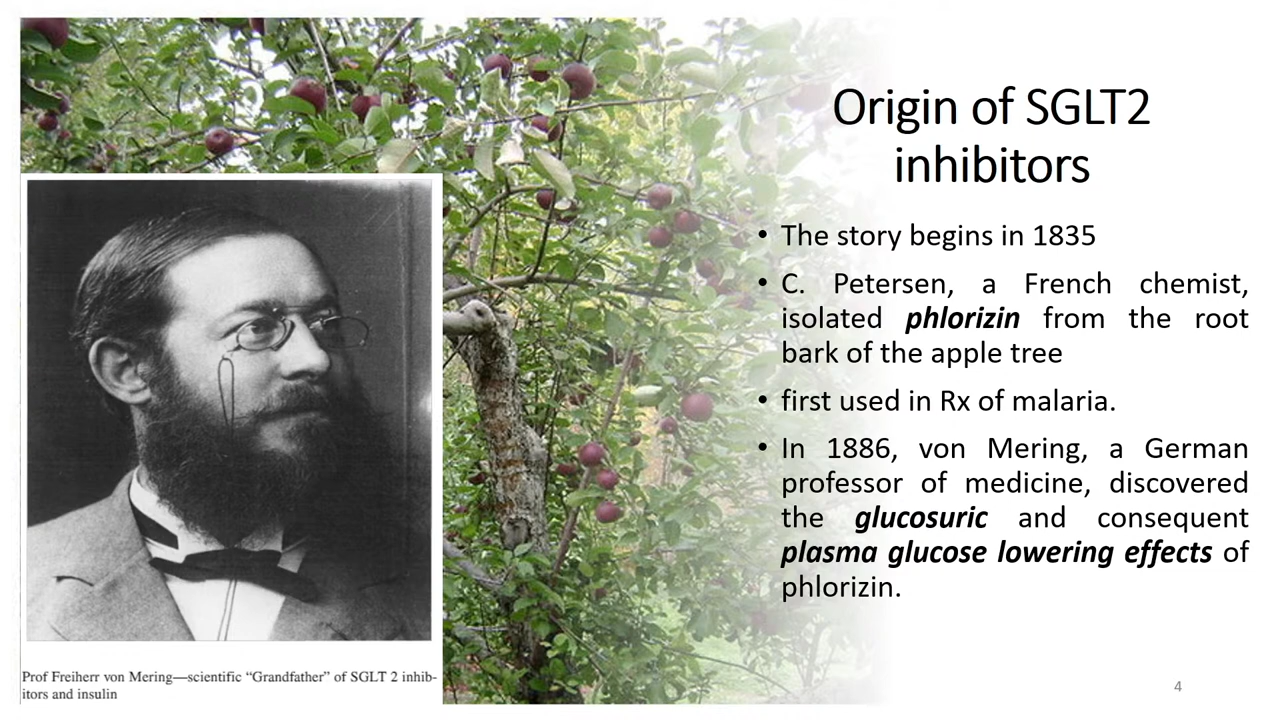 Origin of SGLT2
inhibitors
• The story begins in 1835
• C. Petersen, a French chemist,
isolated phlorizin from the root
bark of the apple tree
• first used in Rx of malaria.
• In 1886, von Mering, a German
professor of medicine, discovered
the glucosuric and consequent
plasma glucose lowering effects of
phlorizin.
Prof Freiherr von Mering—scientific “Grandfather” of SGLT 2 inhib-
itors and insulin
4